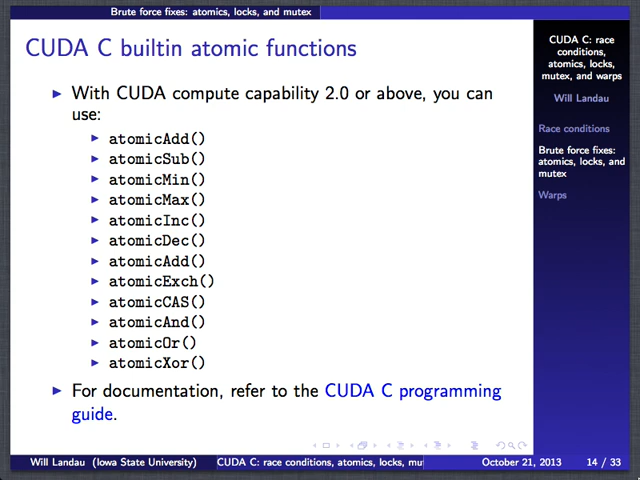 Brute force fixes: atomics, locks, and mutex
CUDA C builtin atomic functions
With CUDA compute capability 2.0 or above, you can
use:
atomicAdd()
atomicSub()
atomicMin()
atomicMax()
atomicInc()
atomicDec()
atomicAdd()
atomicExch()
atomicCAS()
atomicAnd()
atomicOr()
atomicXor()
For documentation, refer to the CUDA C programming
guide.
CUDA C: race
conditions,
atomics, locks,
mutex, and warps
Will Landau
Race conditions
Brute force fixes:
atomics, locks, and
mutex
Warps
Will Landau (Iowa State University)
CUDA C: race conditions, atomics, locks, mu
October 21, 2013
14 / 33